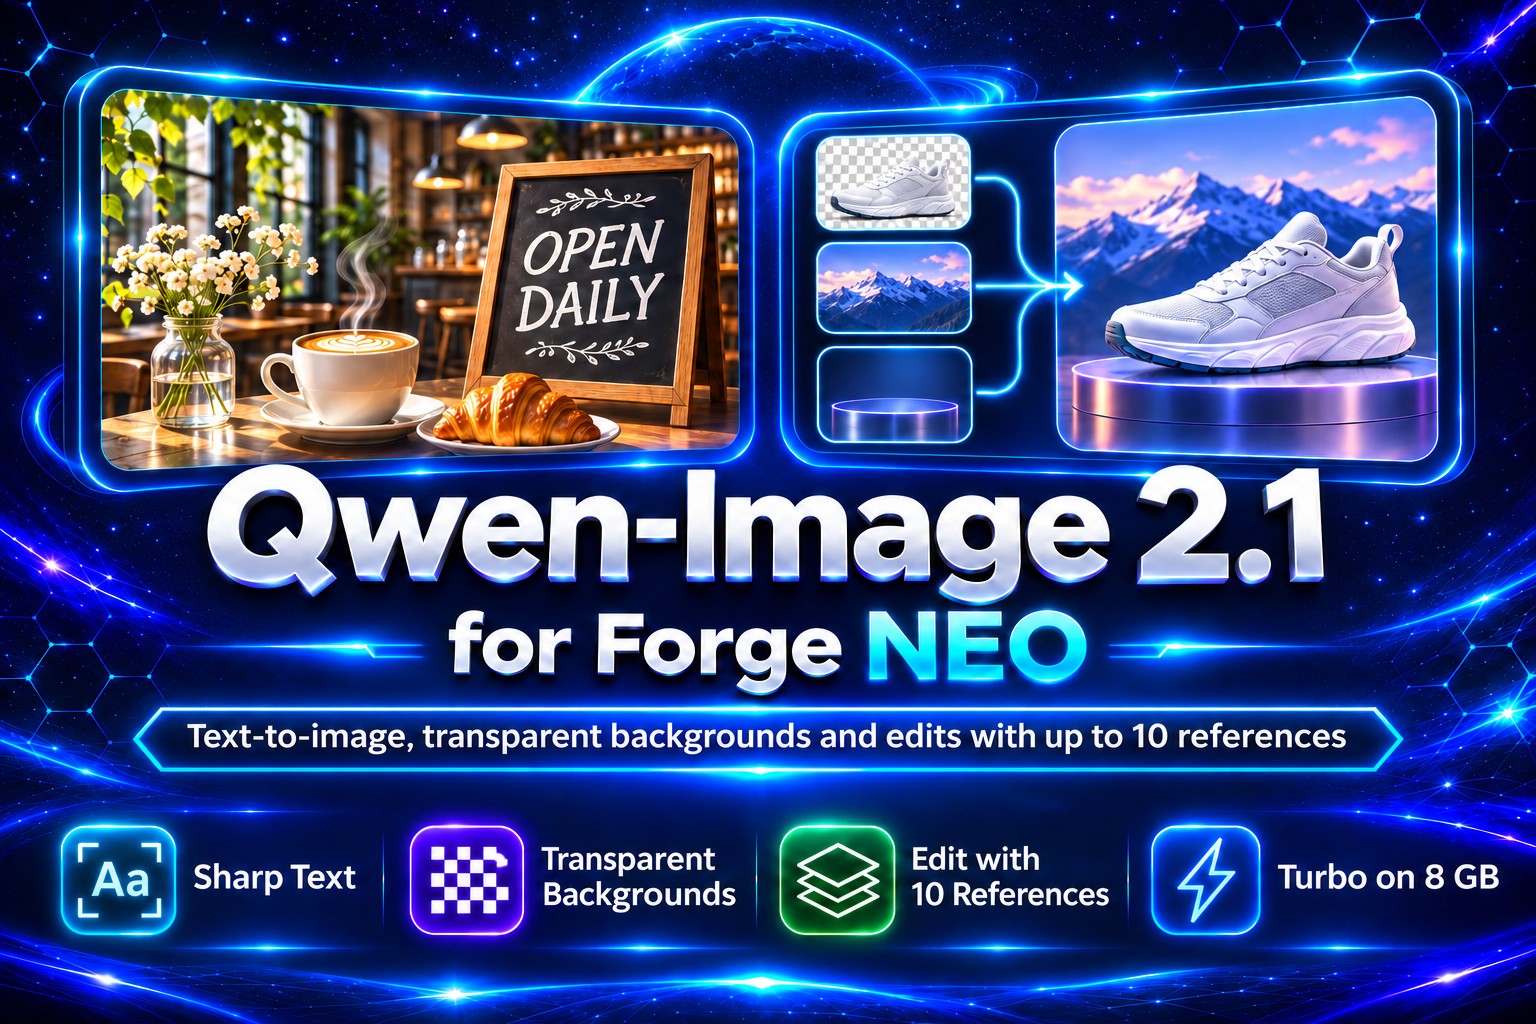 OPEN
DAILY
Qwen-Image 2.1
for Forge NEO
Text-to-image, transparent backgrounds and edits with up to 10 references
Aa
Sharp Text
Transparent
Backgrounds
Edit with
10 References
Turbo on 8 GB